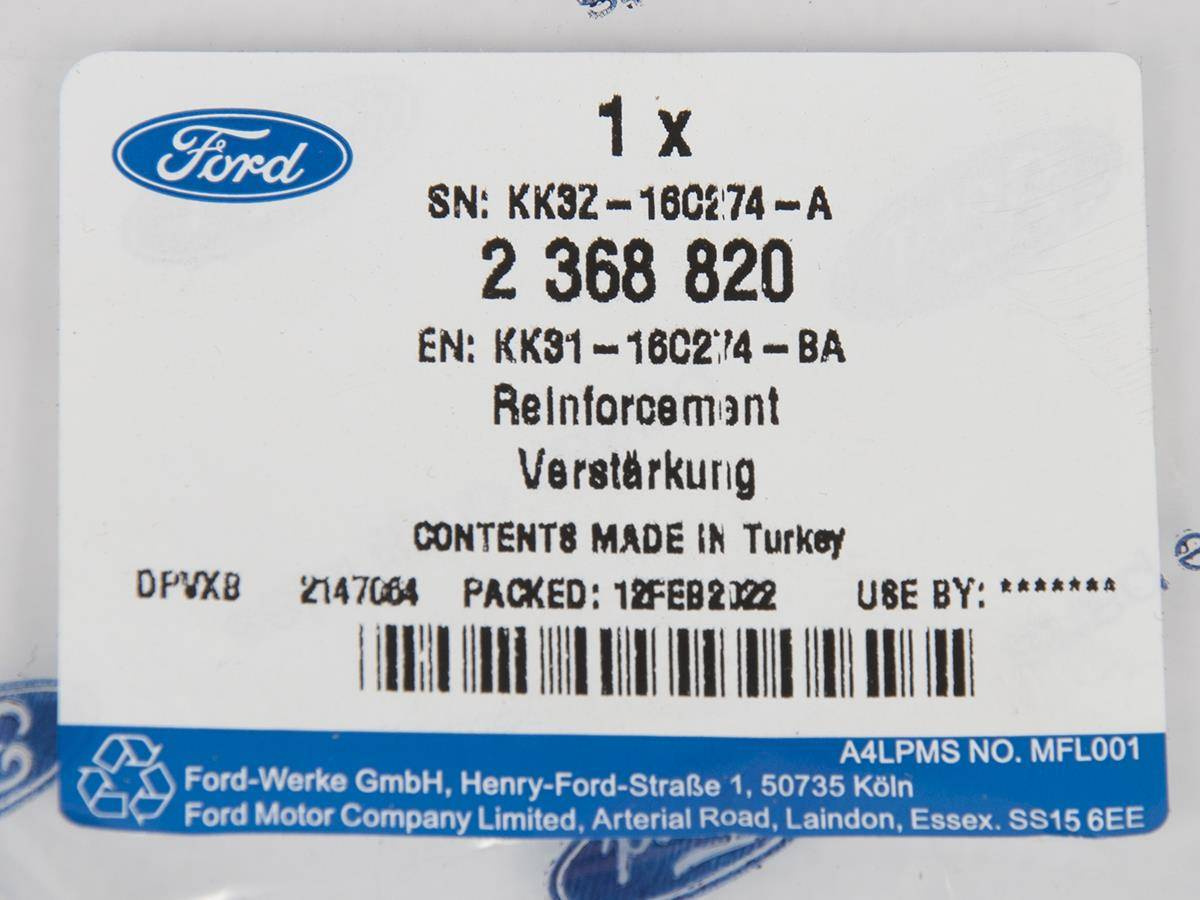 Ford
1 x
SN: KK3Z-16C274-A
2 368 820
EN: KK31-16C274-BA
Reinforcement
Verstärkung
CONTENTS MADE IN Turkey
DPVXB 2147064 PACKED: 12FEB2022 USE BY: *******
A4LPMS NO. MFL001
Ford-Werke GmbH, Henry-Ford-Straße 1, 50735 Köln
Ford Motor Company Limited, Arterial Road, Laindon, Essex. SS15 6EE